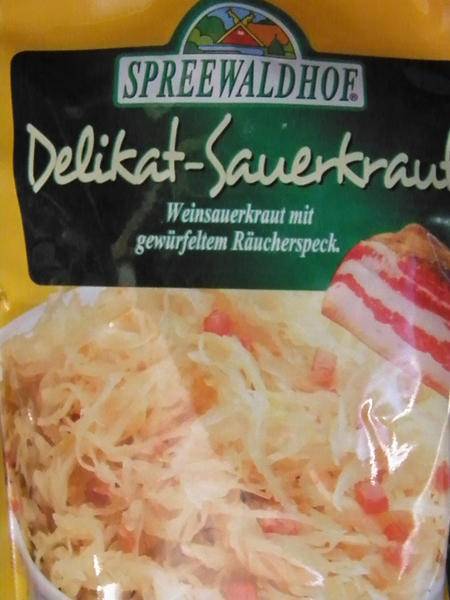 SPREEWALDHOF®
Delikat-Sauerkraut
Weinsauerkraut mit
gewürfeltem Räucherspeck.